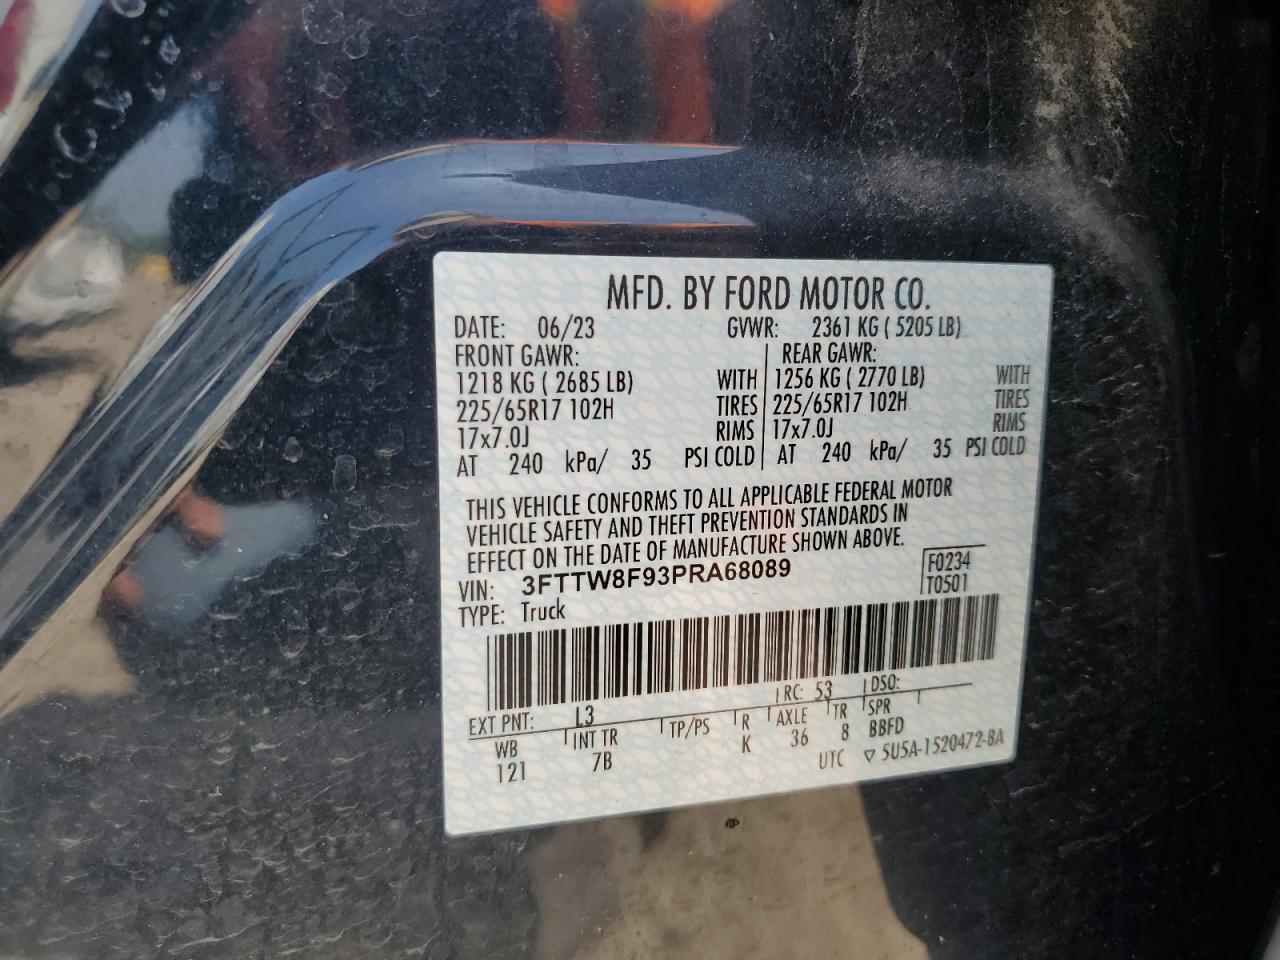 MFD. BY FORD MOTOR CO.
DATE: 06/23 GVWR: 2361 KG ( 5205 LB)
FRONT GAWR: REAR GAWR:
1218 KG ( 2685 LB) WITH 1256 KG ( 2770 LB) WITH
225/65R17 102H TIRES 225/65R17 102H TIRES
17x7.0J RIMS 17x7.0J RIMS
AT 240 kPa/ 35 PSI COLD AT 240 kPa/ 35 PSI COLD
THIS VEHICLE CONFORMS TO ALL APPLICABLE FEDERAL MOTOR
VEHICLE SAFETY AND THEFT PREVENTION STANDARDS IN
EFFECT ON THE DATE OF MANUFACTURE SHOWN ABOVE.
VIN: 3FTTW8F93PRA68089 F0234
TYPE: Truck T0501
EXT PNT: L3 RC: 53 DSO:
WB INT TR TP/PS R AXLE TR SPR
121 7B K 36 8 BBFD
UTC ▽ 5U5A-1520472-BA